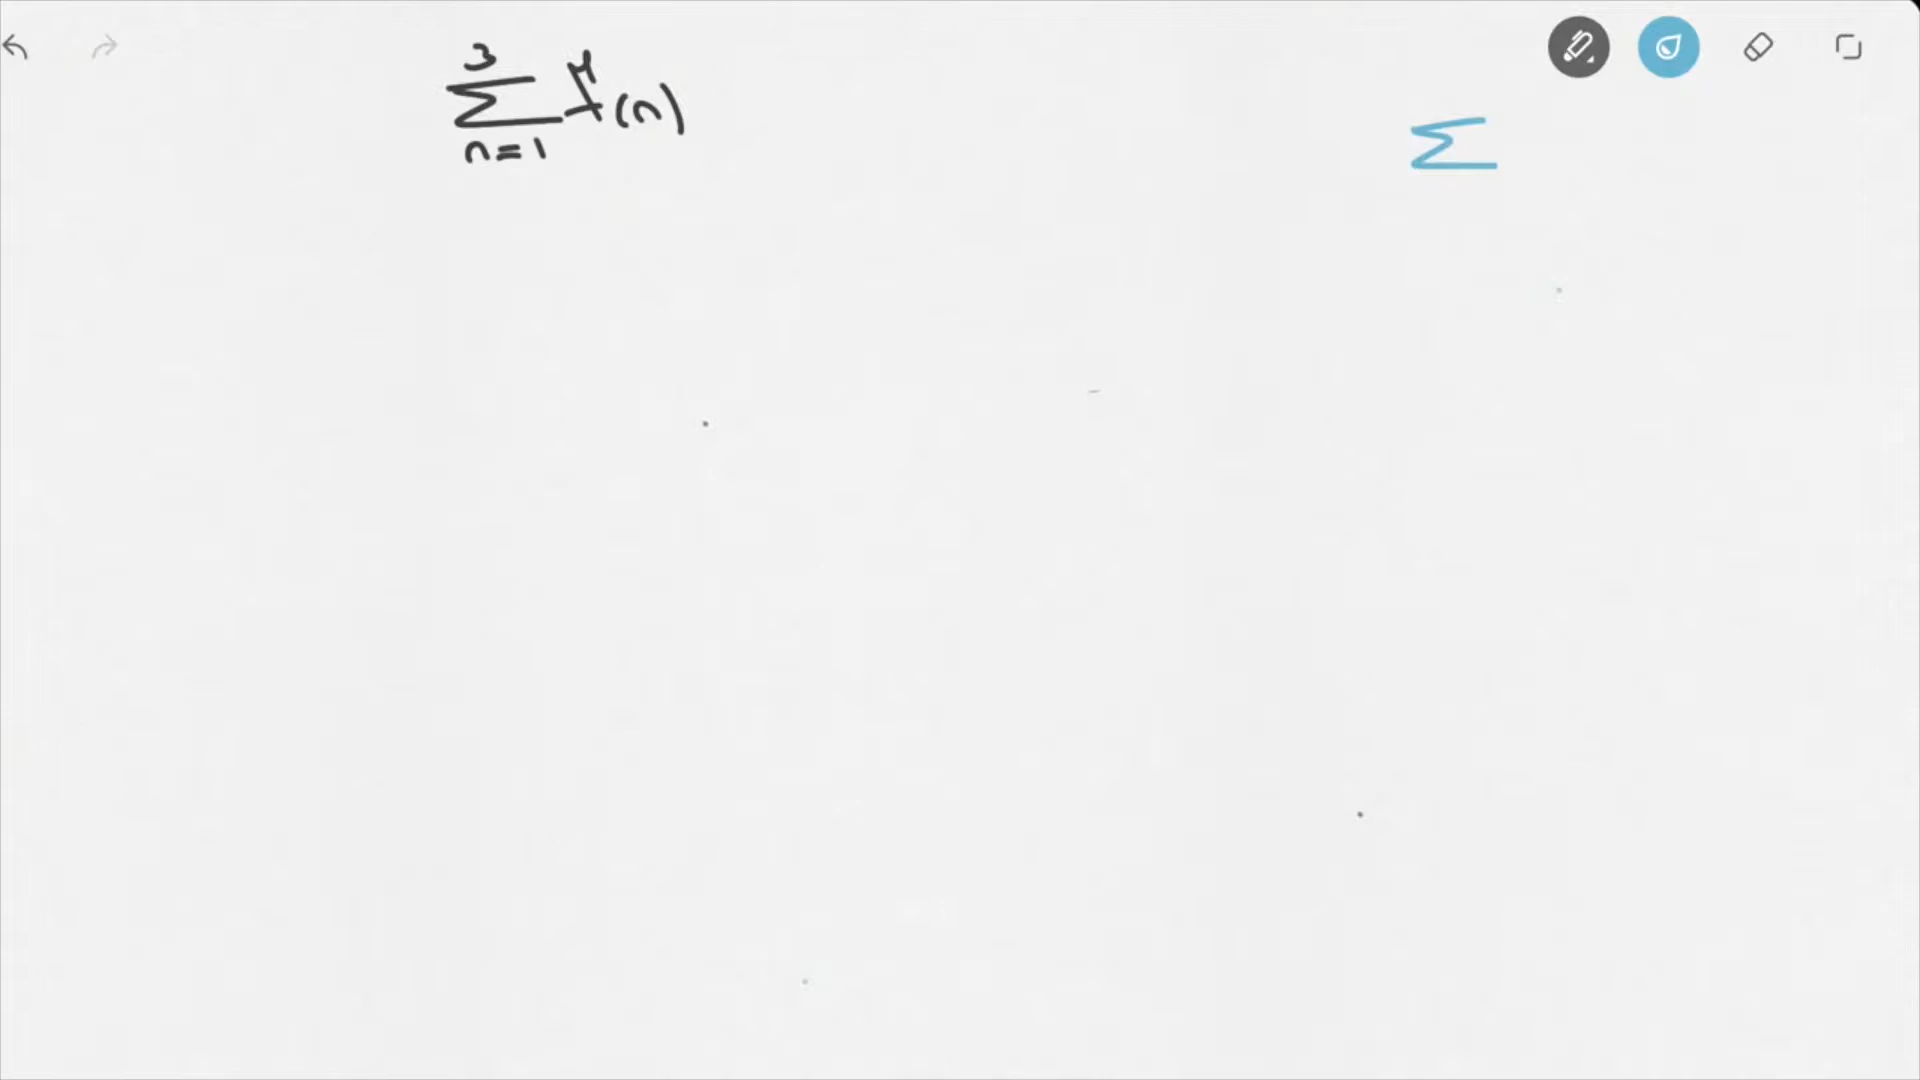 3
∑ f(n) ∑
n=1